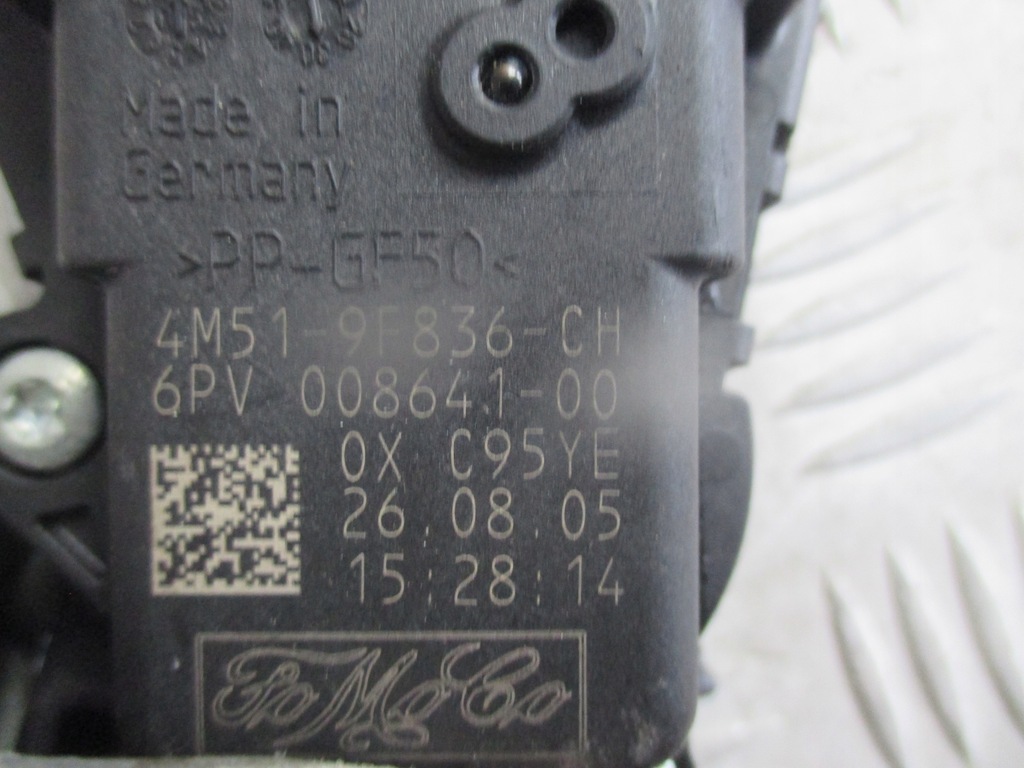 Made in
Germany
>PP-GF50<
4M51-9F836-CH
6PV 008641-00
0X C95YE
26.08.05
15:28:14
FoMoCo